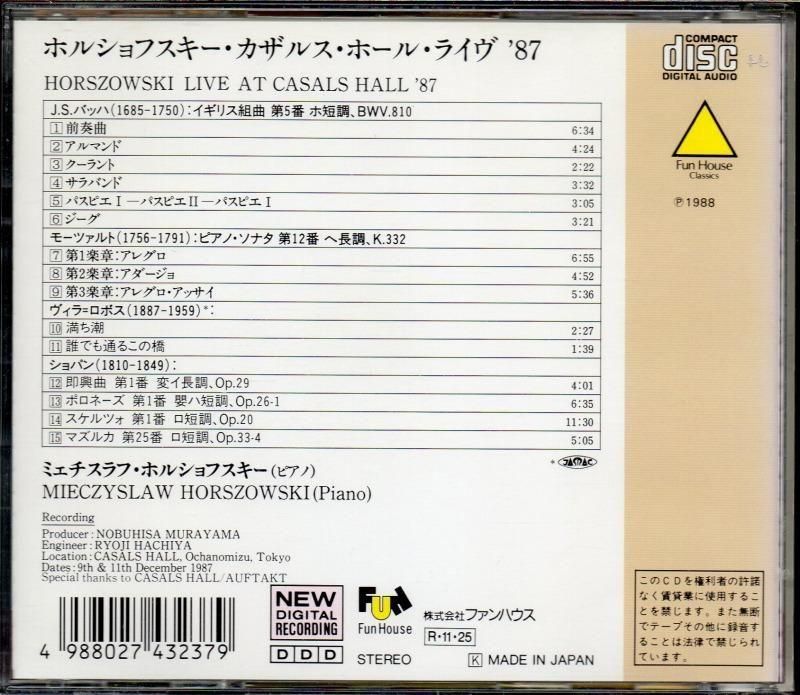 ホルショフスキー・カザルス・ホール・ライヴ '87
HORSZOWSKI LIVE AT CASALS HALL '87
J.S.バッハ(1685-1750):イギリス組曲 第5番 ホ短調、BWV.810
1 前奏曲 6:34
2 アルマンド 4:24
3 クーラント 2:22
4 サラバンド 3:32
5 パスピエI—パスピエII—パスピエI 3:05
6 ジーグ 3:21
モーツァルト(1756-1791):ピアノ・ソナタ 第12番 ヘ長調、K.332
7 第1楽章:アレグロ 6:55
8 第2楽章:アダージョ 4:52
9 第3楽章:アレグロ・アッサイ 5:36
ヴィラ=ロボス(1887-1959)*:
10 満ち潮 2:27
11 誰でも通るこの橋 1:39
ショパン(1810-1849):
12 即興曲 第1番 変イ長調、Op.29 4:01
13 ポロネーズ 第1番 嬰ハ短調、Op.26-1 6:35
14 スケルツォ 第1番 ロ短調、Op.20 11:30
15 マズルカ 第25番 ロ短調、Op.33-4 5:05
* JASRAC
ミェチスラフ・ホルショフスキー(ピアノ)
MIECZYSLAW HORSZOWSKI(Piano)
Recording
Producer:NOBUHISA MURAYAMA
Engineer:RYOJI HACHIYA
Location:CASALS HALL, Ochanomizu, Tokyo
Dates:9th & 11th December 1987
Special thanks to CASALS HALL/AUFTAKT
4 988027 432379
NEW DIGITAL RECORDING
DDD
Fun
Fun House
株式会社ファンハウス
R・11・25
STEREO
K MADE IN JAPAN
COMPACT
disc
DIGITAL AUDIO
Fun House
Classics
℗1988
このCDを権利者の許諾
なく賃貸業に使用するこ
とを禁じます。また無断
でテープその他に録音す
ることは法律で禁じられ
ています。